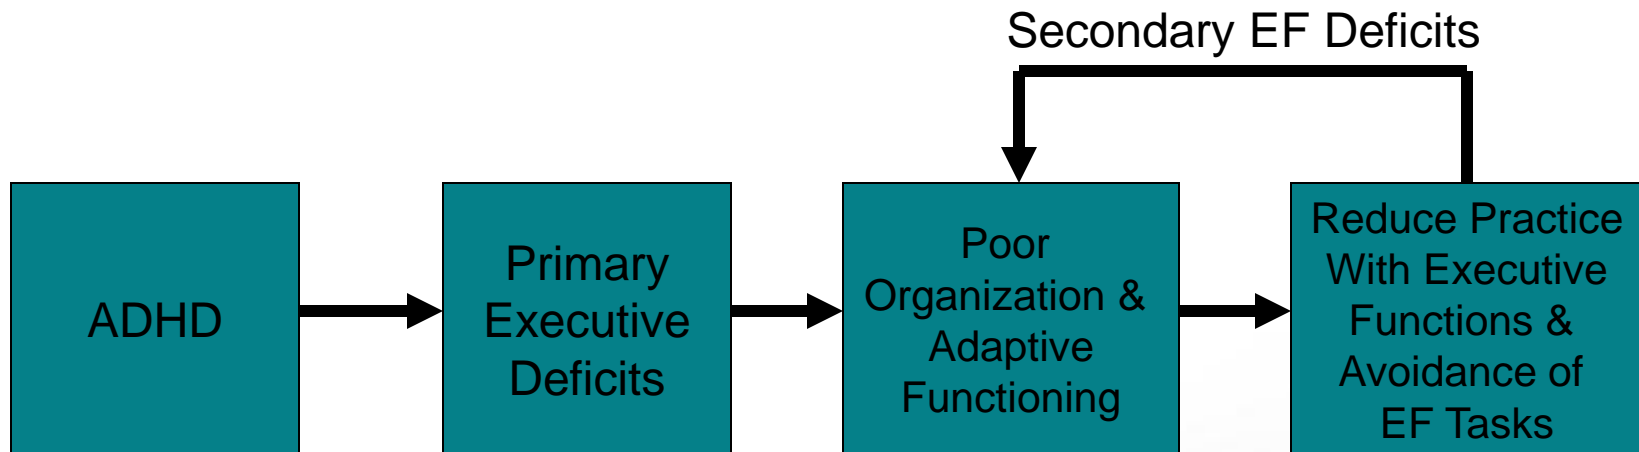 Secondary EF Deficits
ADHD
Primary
Executive
Deficits
Poor
Organization &
Adaptive
Functioning
Reduce Practice
With Executive
Functions &
Avoidance of
EF Tasks